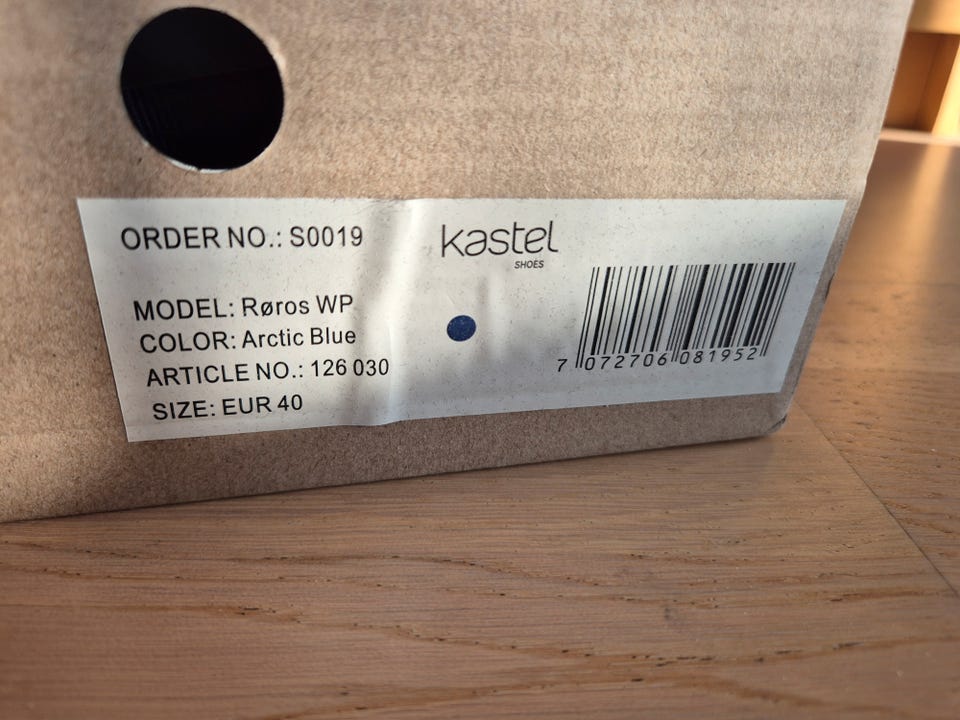 ORDER NO.: S0019
kastel
SHOES
MODEL: Røros WP
COLOR: Arctic Blue
ARTICLE NO.: 126 030
SIZE: EUR 40
7 072706 081952